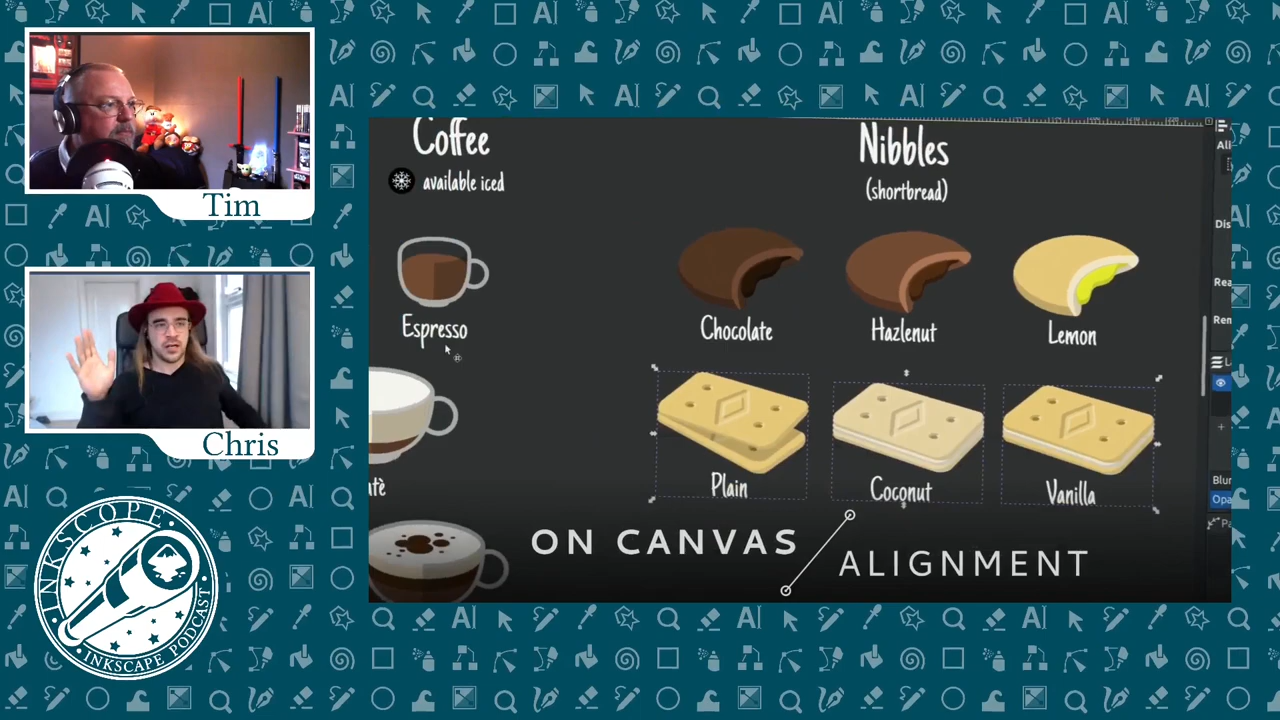 Tim
Chris
INKSCOPE
INKSCAPE PODCAST
Coffee
available iced
Espresso
Nibbles
(shortbread)
Chocolate
Hazlenut
Lemon
Plain
Coconut
Vanilla
ON CANVAS
ALIGNMENT